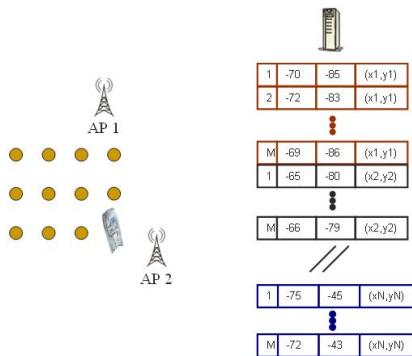 AP 1
AP 2
1 -70 -85 (x1,y1)
2 -72 -83 (x1,y1)
M -69 -86 (x1,y1)
1 -65 -80 (x2,y2)
M -66 -79 (x2,y2)
1 -75 -45 (xN,yN)
M -72 -43 (xN,yN)